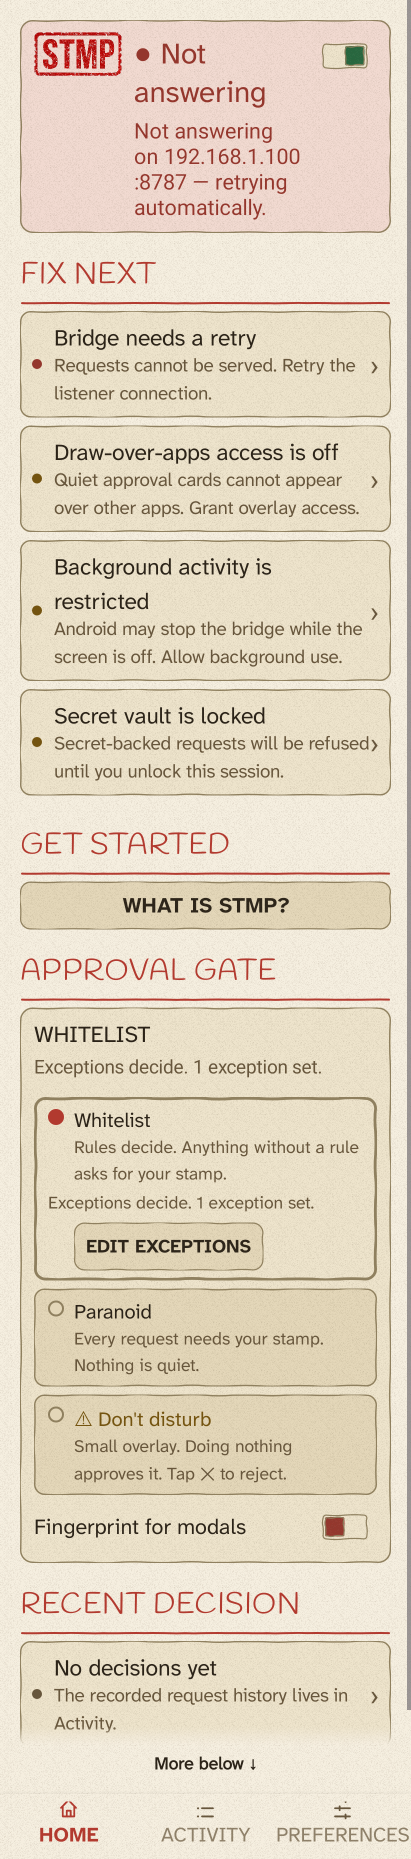 STMP
● Not
answering
Not answering
on 192.168.1.100
:8787 — retrying
automatically.
FIX NEXT
Bridge needs a retry
Requests cannot be served. Retry the
listener connection.
Draw-over-apps access is off
Quiet approval cards cannot appear
over other apps. Grant overlay access.
Background activity is
restricted
Android may stop the bridge while the
screen is off. Allow background use.
Secret vault is locked
Secret-backed requests will be refused
until you unlock this session.
GET STARTED
WHAT IS STMP?
APPROVAL GATE
WHITELIST
Exceptions decide. 1 exception set.
Whitelist
Rules decide. Anything without a rule
asks for your stamp.
Exceptions decide. 1 exception set.
EDIT EXCEPTIONS
Paranoid
Every request needs your stamp.
Nothing is quiet.
⚠ Don't disturb
Small overlay. Doing nothing
approves it. Tap ✕ to reject.
Fingerprint for modals
RECENT DECISION
No decisions yet
The recorded request history lives in
Activity.
More below ↓
HOME
ACTIVITY
PREFERENCES